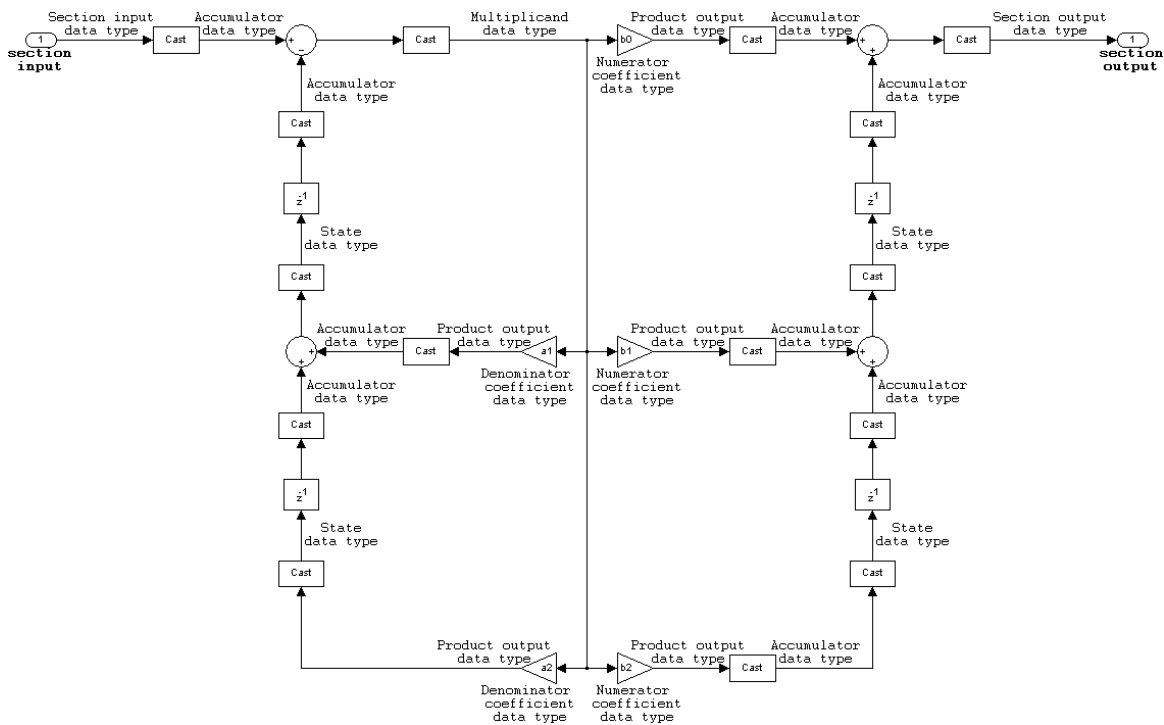 Section input
data type
Accumulator
data type
Multiplicand
data type
Product output
data type
Accumulator
data type
Section output
data type
1
section
input
Cast
+
−
Cast
b0
Cast
+
+
Cast
1
section
output
Numerator
coefficient
data type
Accumulator
data type
Accumulator
data type
Cast
Cast
z-1
z-1
State
data type
State
data type
Cast
Cast
Accumulator
data type
Product output
data type
Product output
data type
Accumulator
data type
+
+
Cast
a1
b1
Cast
+
+
Denominator
coefficient
data type
Numerator
coefficient
data type
Accumulator
data type
Accumulator
data type
Cast
Cast
z-1
z-1
State
data type
State
data type
Cast
Cast
Product output
data type
Product output
data type
Accumulator
data type
a2
b2
Cast
Denominator
coefficient
data type
Numerator
coefficient
data type